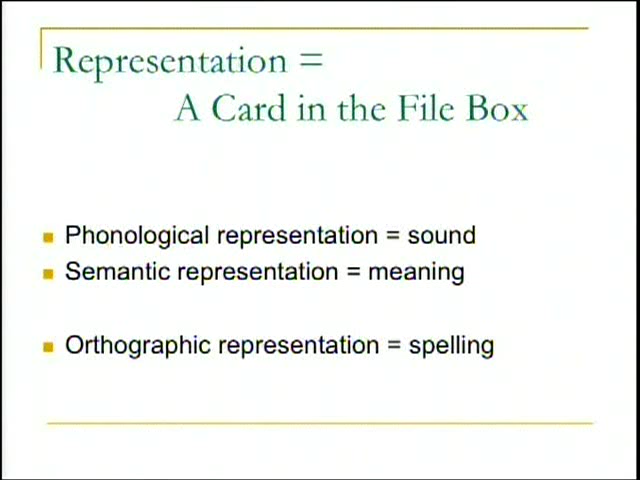 Representation =
A Card in the File Box
Phonological representation = sound
Semantic representation = meaning
Orthographic representation = spelling